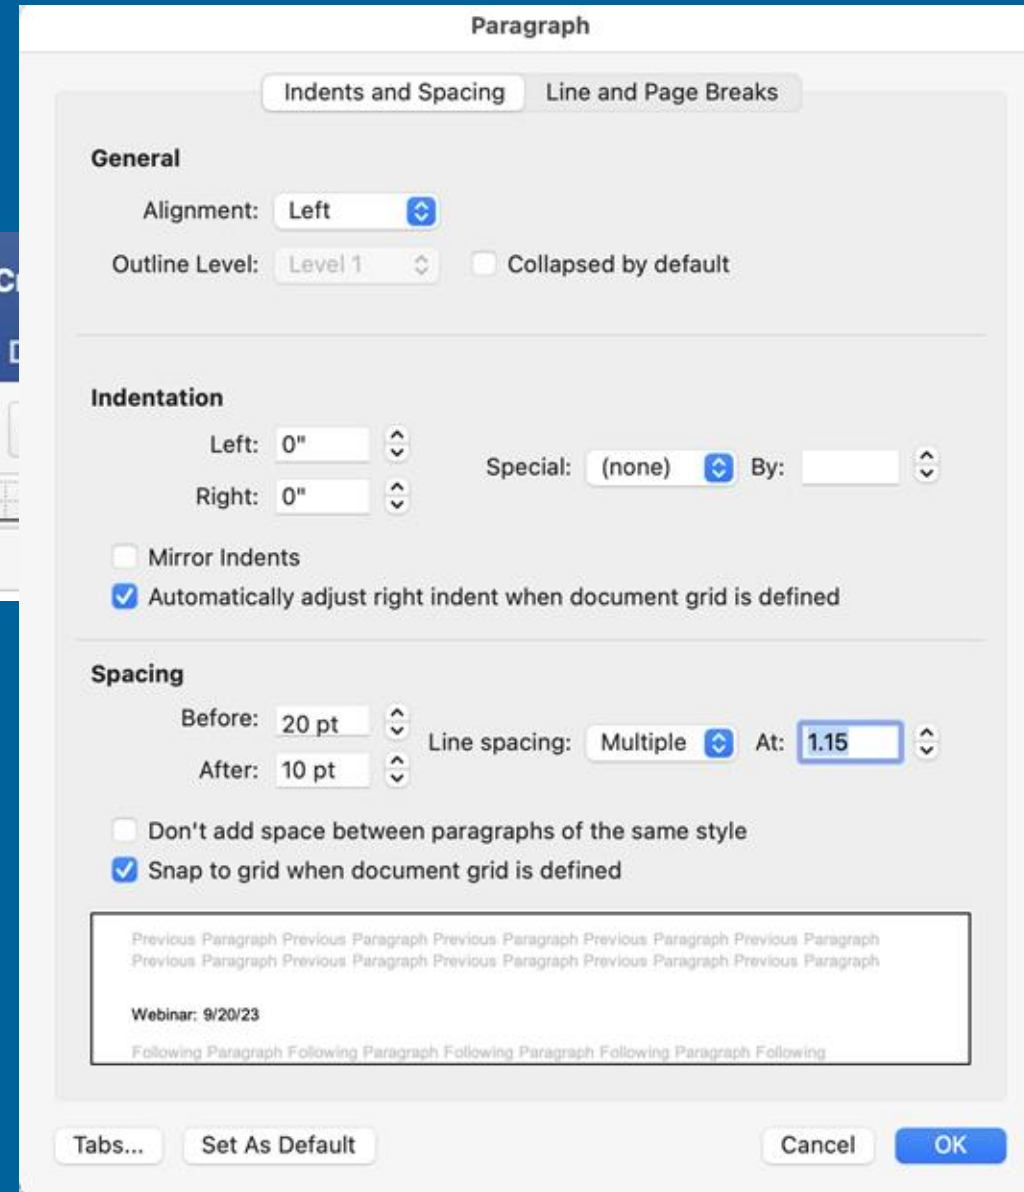 Paragraph
Indents and Spacing Line and Page Breaks
General
Alignment: Left
Outline Level: Level 1 Collapsed by default
Indentation
Left: 0"
Special: (none) By:
Right: 0"
Mirror Indents
Automatically adjust right indent when document grid is defined
Spacing
Before: 20 pt
Line spacing: Multiple At: 1.15
After: 10 pt
Don't add space between paragraphs of the same style
Snap to grid when document grid is defined
Previous Paragraph Previous Paragraph Previous Paragraph Previous Paragraph Previous Paragraph
Previous Paragraph Previous Paragraph Previous Paragraph Previous Paragraph Previous Paragraph
Webinar: 9/20/23
Following Paragraph Following Paragraph Following Paragraph Following Paragraph Following
Tabs... Set As Default Cancel OK